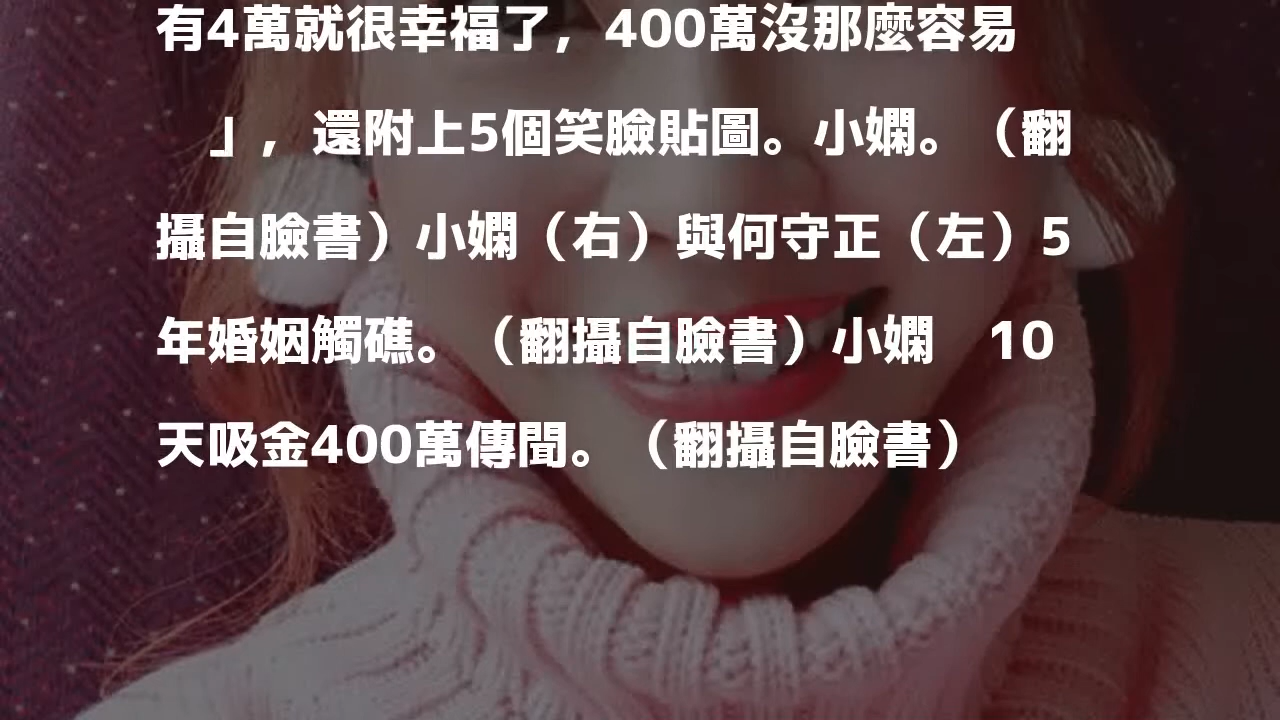 有4萬就很幸福了，400萬沒那麼容易
」，還附上5個笑臉貼圖。小嫻。（翻
攝自臉書）小嫻（右）與何守正（左）5
年婚姻觸礁。（翻攝自臉書）小嫻　10
天吸金400萬傳聞。（翻攝自臉書）